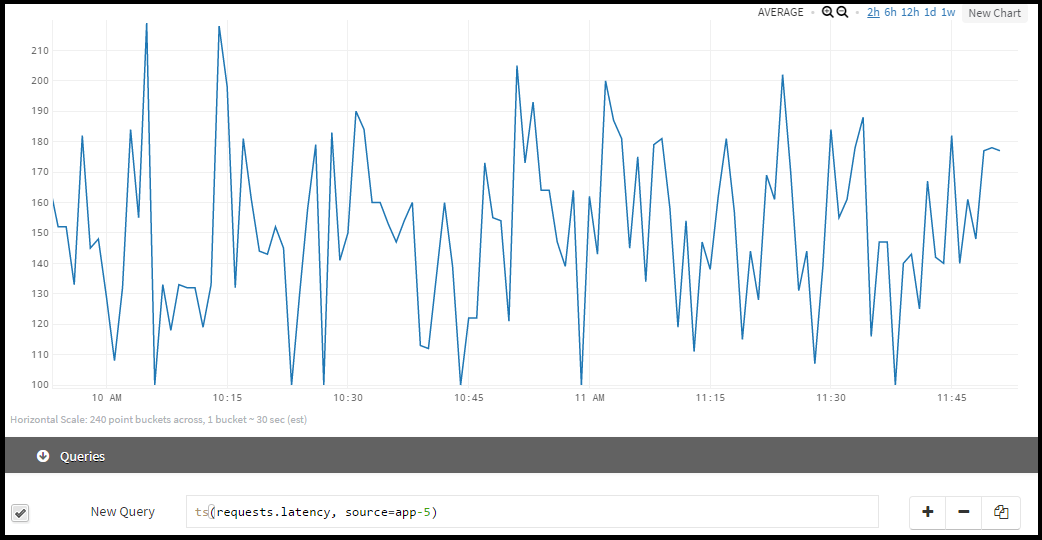 AVERAGE 2h 6h 12h 1d 1w New Chart
210
200
190
180
170
160
150
140
130
120
110
100
10 AM 10:15 10:30 10:45 11 AM 11:15 11:30 11:45
Horizontal Scale: 240 point buckets across, 1 bucket ~ 30 sec (est)
Queries
New Query ts(requests.latency, source=app-5)